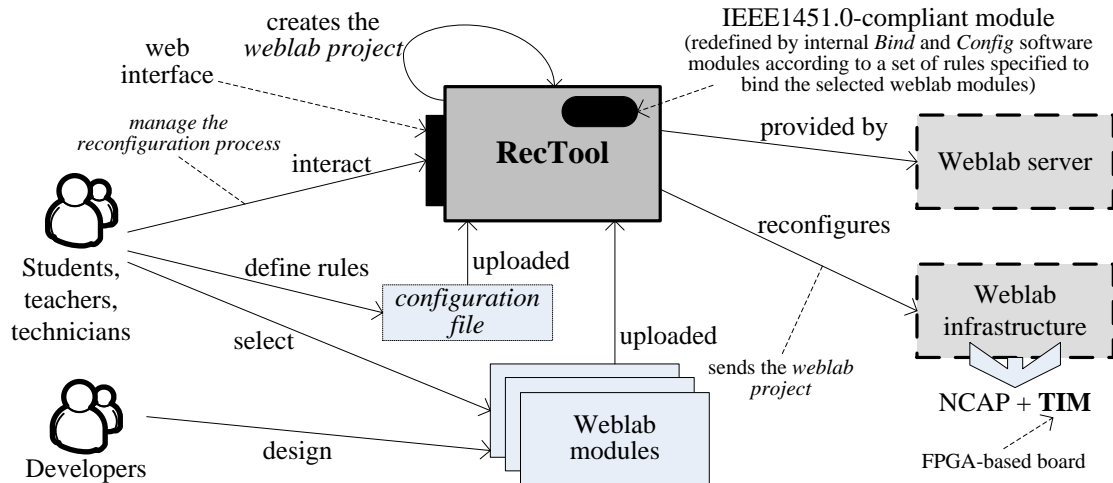 creates the
weblab project
web
interface
IEEE1451.0-compliant module
(redefined by internal Bind and Config software
modules according to a set of rules specified to
bind the selected weblab modules)
manage the
reconfiguration process
interact
RecTool
provided by
Weblab server
Students,
teachers,
technicians
define rules
uploaded
configuration
file
reconfigures
Weblab
infrastructure
select
uploaded
sends the weblab
project
NCAP + TIM
FPGA-based board
Developers
design
Weblab
modules